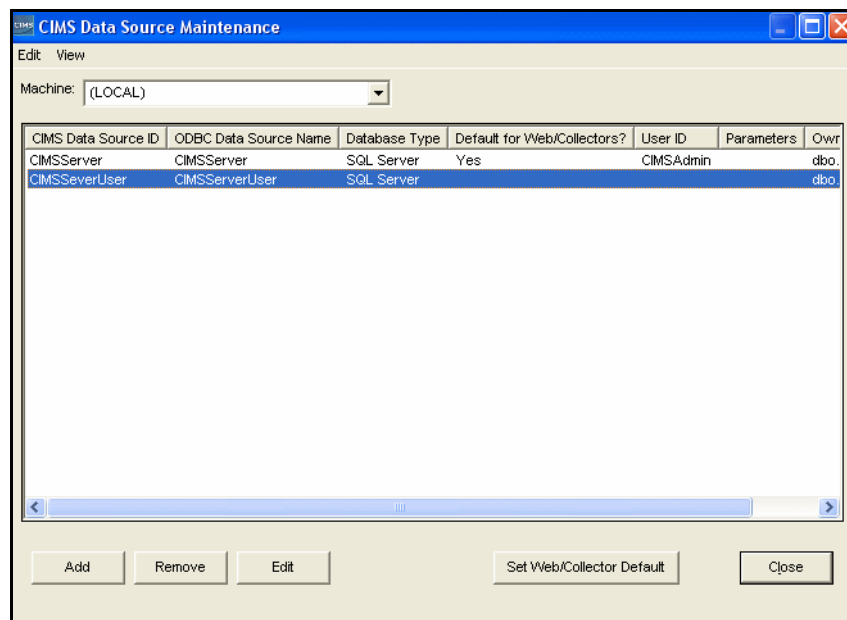 CIMS CIMS Data Source Maintenance
Edit View
Machine: (LOCAL)
CIMS Data Source ID ODBC Data Source Name Database Type Default for Web/Collectors? User ID Parameters Owr
CIMSServer CIMSServer SQL Server Yes CIMSAdmin dbo.
CIMSSeverUser CIMSServerUser SQL Server dbo.
Add Remove Edit Set Web/Collector Default Close